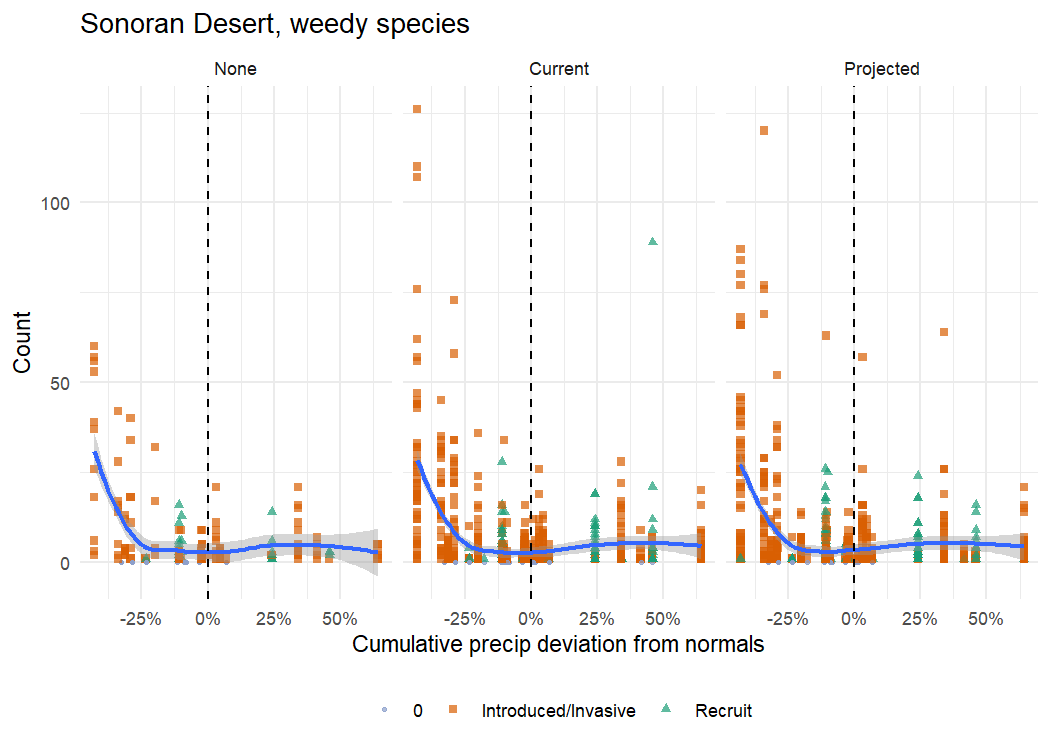 Sonoran Desert, weedy species
None Current Projected
100
50
0
Count
-25% 0% 25% 50% -25% 0% 25% 50% -25% 0% 25% 50%
Cumulative precip deviation from normals
0 Introduced/Invasive Recruit